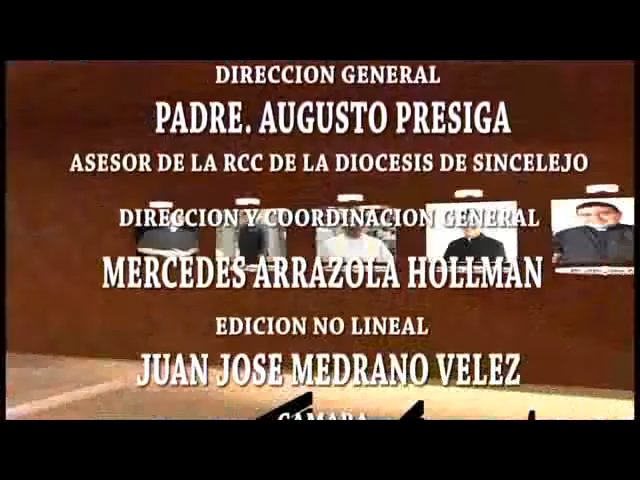 DIRECCION GENERAL
PADRE. AUGUSTO PRESIGA
ASESOR DE LA RCC DE LA DIOCESIS DE SINCELEJO
DIRECCION Y COORDINACION GENERAL
MERCEDES ARRAZOLA HOLLMAN
EDICION NO LINEAL
JUAN JOSE MEDRANO VELEZ
CAMARA